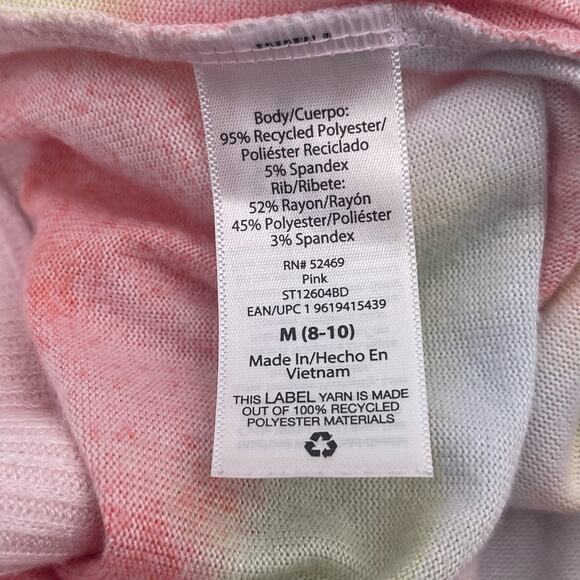 Body/Cuerpo:
95% Recycled Polyester/
Poliéster Reciclado
5% Spandex
Rib/Ribete:
52% Rayon/Rayón
45% Polyester/Poliéster
3% Spandex
RN# 52469
Pink
ST12604BD
EAN/UPC 1 9619415439
M (8-10)
Made In/Hecho En
Vietnam
THIS LABEL YARN IS MADE
OUT OF 100% RECYCLED
POLYESTER MATERIALS